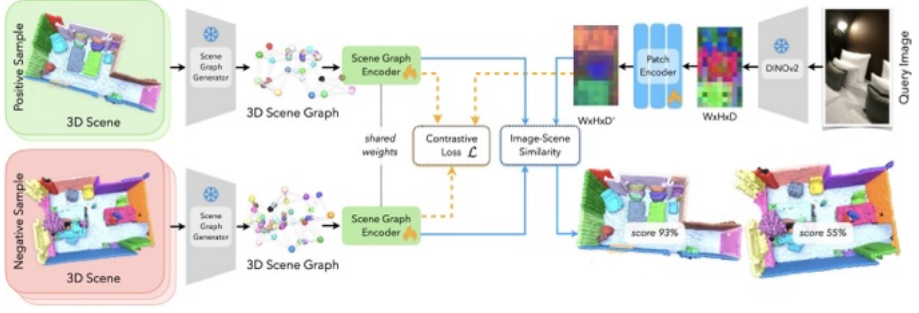 Positive Sample
3D Scene
Scene
Graph
Generator
3D Scene Graph
Scene Graph
Encoder
shared
weights
Contrastive
Loss ℒ
Image-Scene
Similarity
WxHxD'
Patch
Encoder
WxHxD
DINOv2
Query Image
Negative Sample
3D Scene
Scene
Graph
Generator
3D Scene Graph
Scene Graph
Encoder
score 93%
score 55%